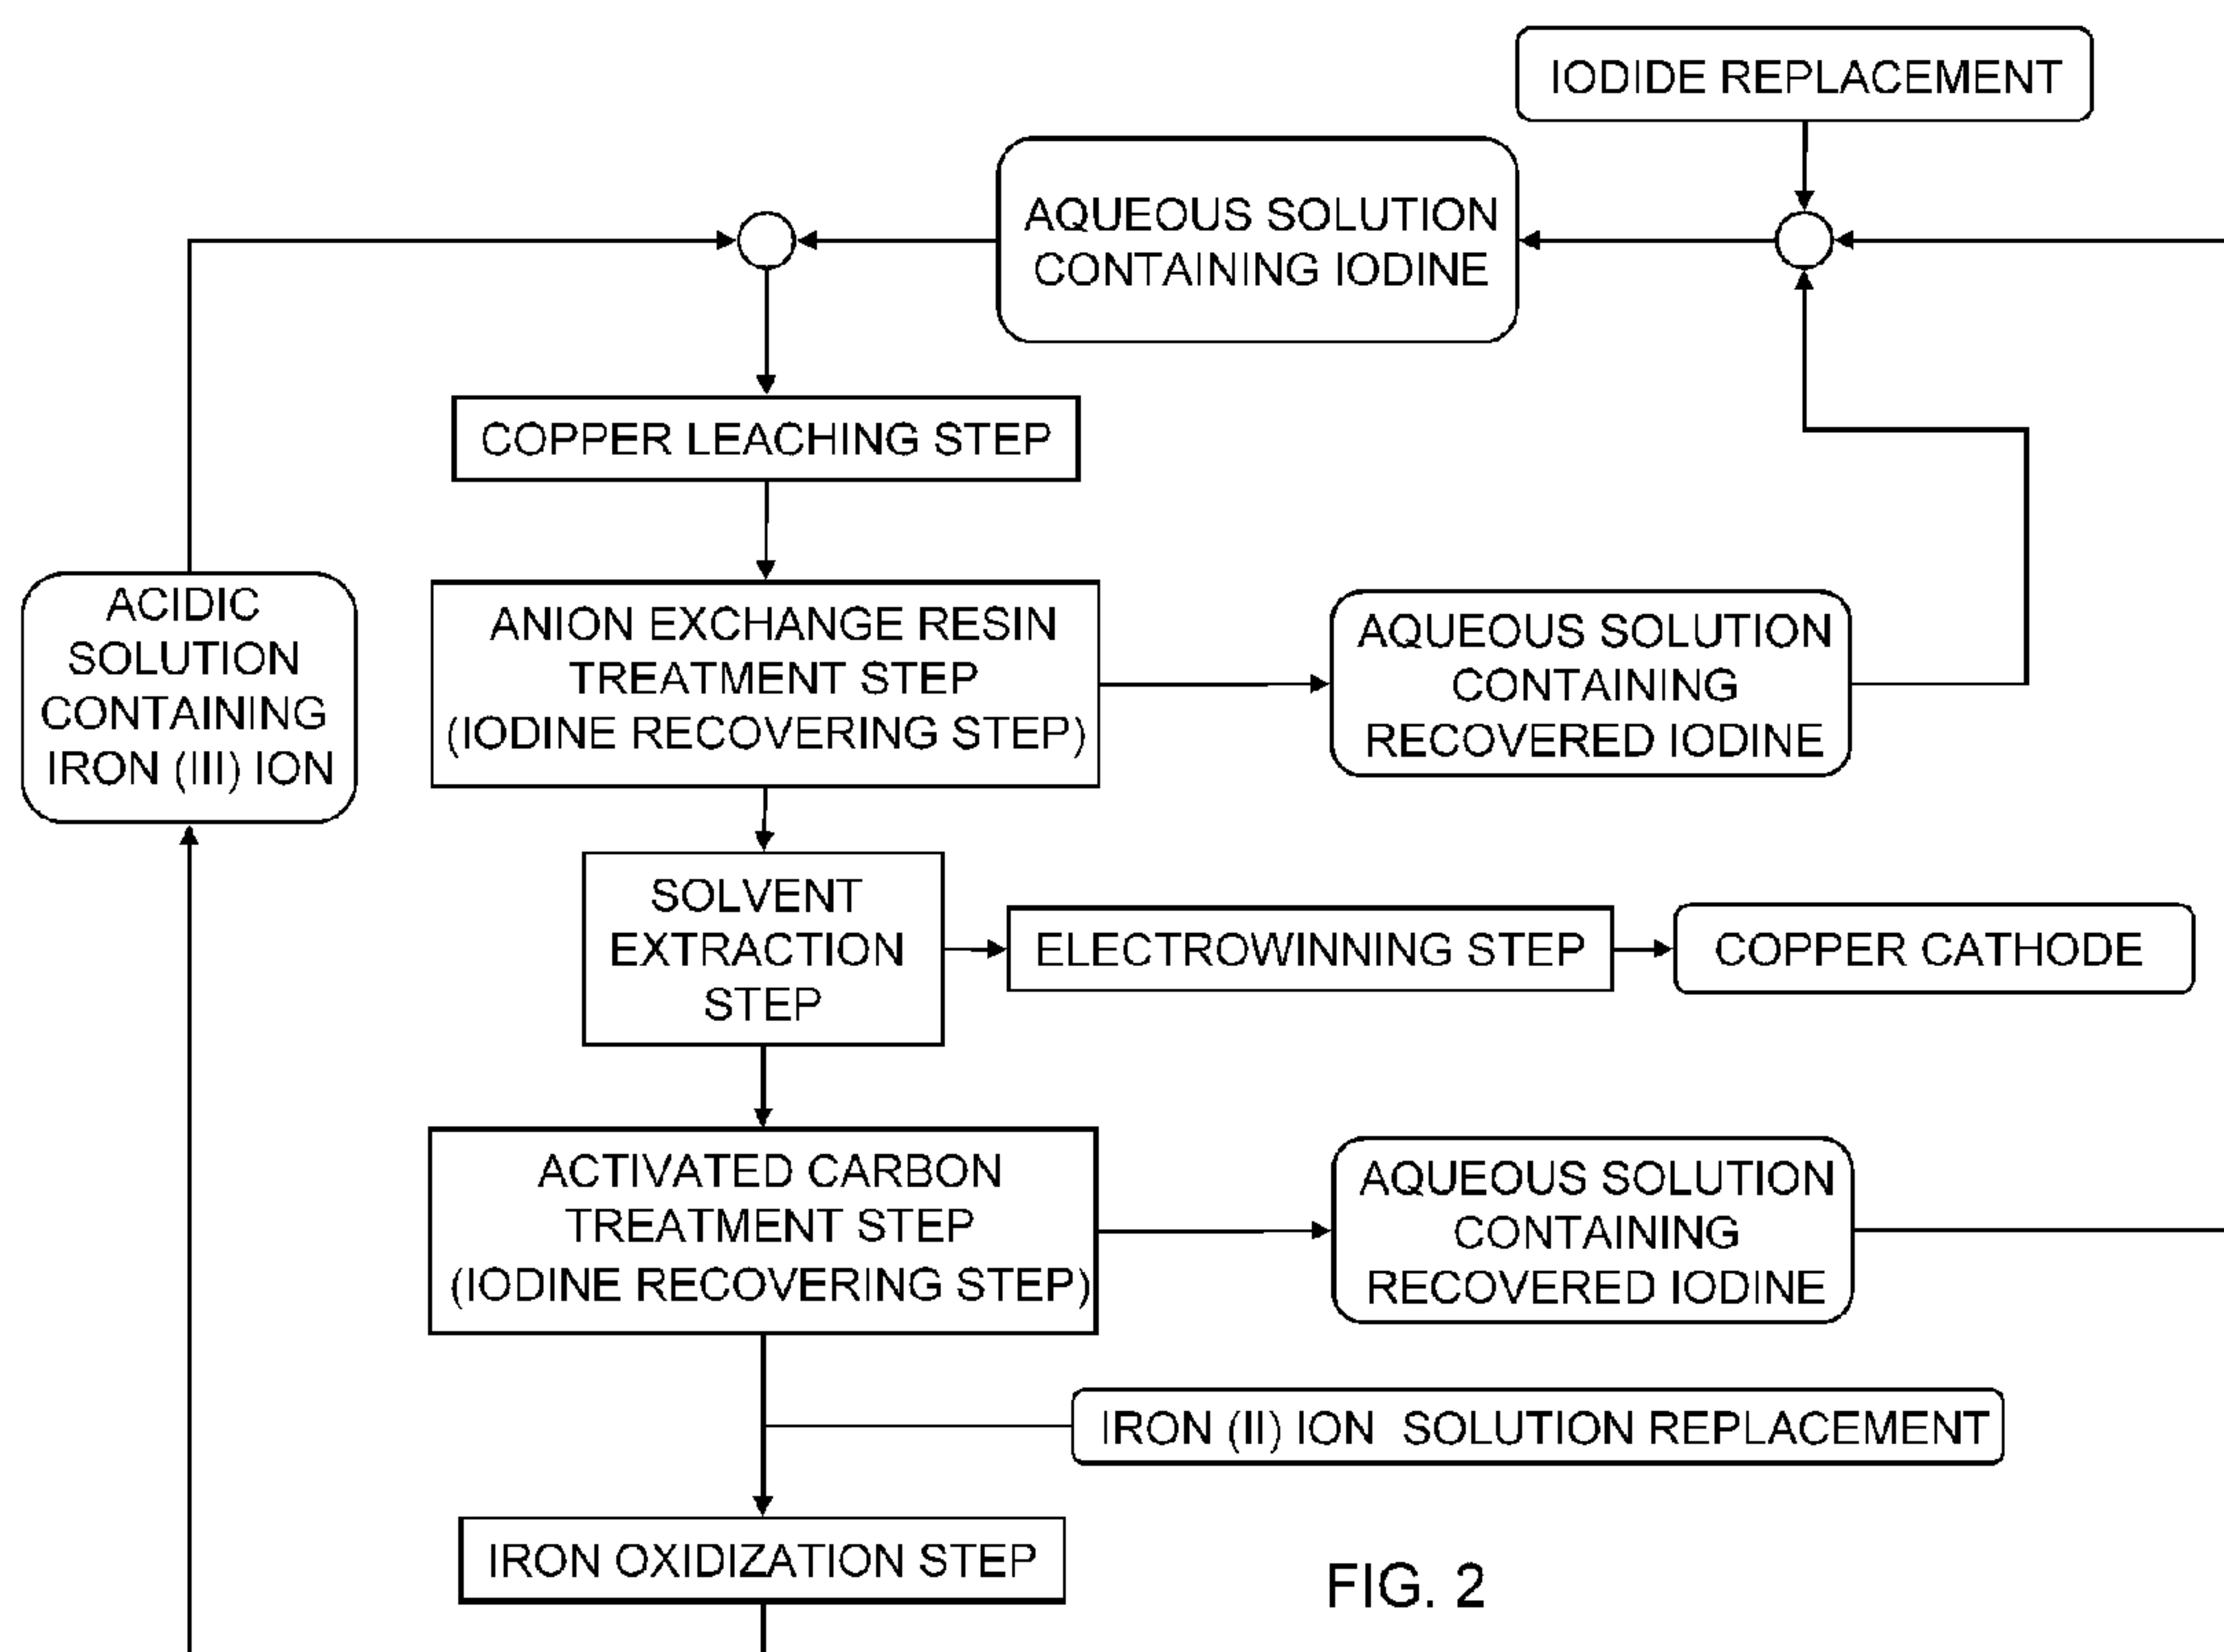 IODIDE REPLACEMENT
AQUEOUS SOLUTION
CONTAINING IODINE
COPPER LEACHING STEP
ACIDIC
SOLUTION
CONTAINING
IRON (III) ION
ANION EXCHANGE RESIN
TREATMENT STEP
(IODINE RECOVERING STEP)
AQUEOUS SOLUTION
CONTAINING
RECOVERED IODINE
SOLVENT
EXTRACTION
STEP
ELECTROWINNING STEP
COPPER CATHODE
ACTIVATED CARBON
TREATMENT STEP
(IODINE RECOVERING STEP)
AQUEOUS SOLUTION
CONTAINING
RECOVERED IODINE
IRON (II) ION SOLUTION REPLACEMENT
IRON OXIDIZATION STEP
FIG. 2